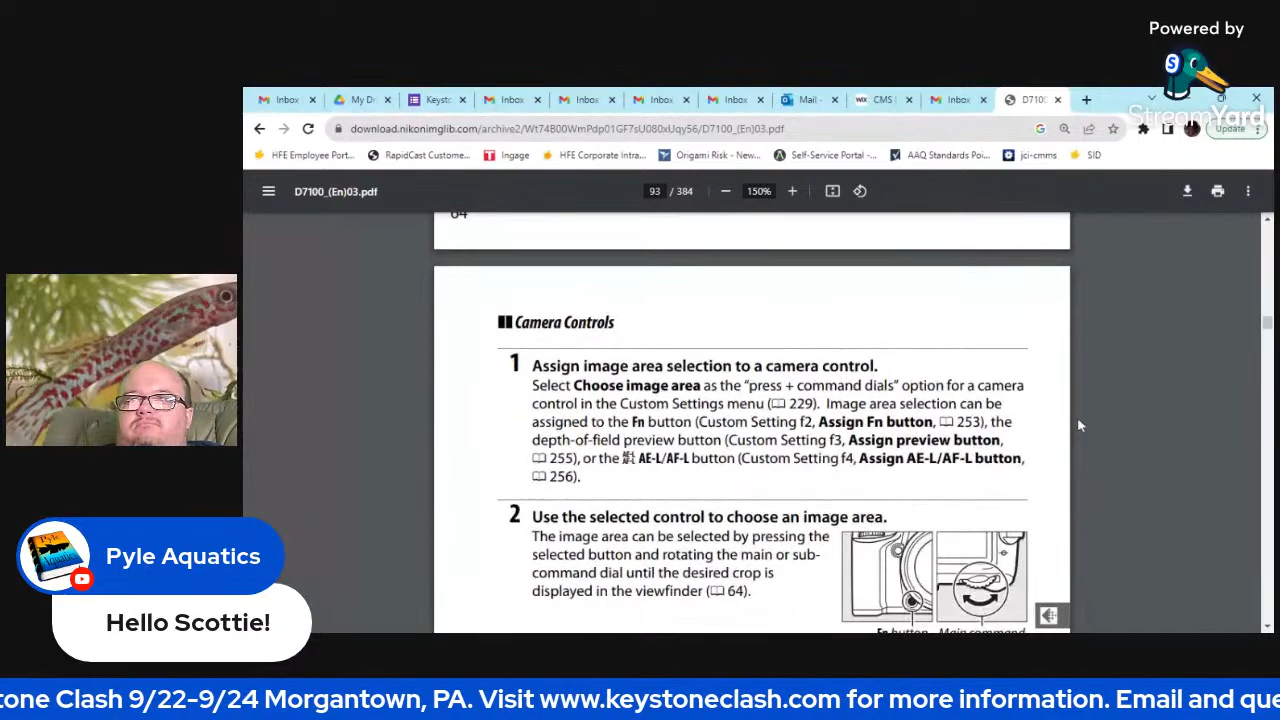 Powered by
S
StreamYard
Inbox
My Dr
Keysto
Inbox
Inbox
Inbox
Inbox
Mail -
WIX CMS |
Inbox
D710
download.nikonimglib.com/archive2/Wt74B00WmPdp01GF7sU080xUqy56/D7100_(En)03.pdf
Update
HFE Employee Port...
RapidCast Custome...
Ingage
HFE Corporate Intra...
Origami Risk - New...
Self-Service Portal -...
AAQ Standards Poi...
jci-cmms
SID
D7100_(En)03.pdf
93 / 384
150%
64
Camera Controls
1 Assign image area selection to a camera control.
Select Choose image area as the “press + command dials” option for a camera
control in the Custom Settings menu (229). Image area selection can be
assigned to the Fn button (Custom Setting f2, Assign Fn button, 253), the
depth-of-field preview button (Custom Setting f3, Assign preview button,
255), or the AE-L/AF-L button (Custom Setting f4, Assign AE-L/AF-L button,
256).
2 Use the selected control to choose an image area.
The image area can be selected by pressing the
selected button and rotating the main or sub-
command dial until the desired crop is
displayed in the viewfinder (64).
Fn button
Main command
Pyle Aquatics
Hello Scottie!
tone Clash 9/22-9/24 Morgantown, PA. Visit www.keystoneclash.com for more information. Email and que